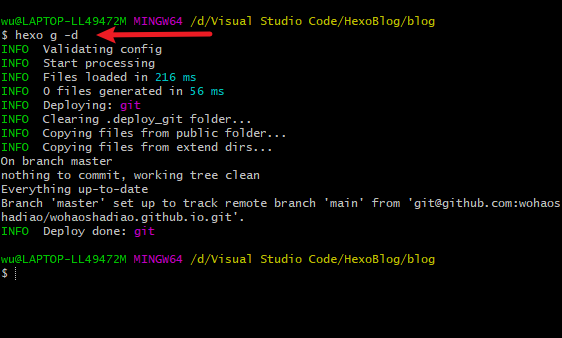 wu@LAPTOP-LL49472M MINGW64 /d/Visual Studio Code/HexoBlog/blog
$ hexo g -d
INFO  Validating config
INFO  Start processing
INFO  Files loaded in 216 ms
INFO  0 files generated in 56 ms
INFO  Deploying: git
INFO  Clearing .deploy_git folder...
INFO  Copying files from public folder...
INFO  Copying files from extend dirs...
On branch master
nothing to commit, working tree clean
Everything up-to-date
Branch 'master' set up to track remote branch 'main' from 'git@github.com:wohaos
hadiao/wohaoshadiao.github.io.git'.
INFO  Deploy done: git
wu@LAPTOP-LL49472M MINGW64 /d/Visual Studio Code/HexoBlog/blog
$